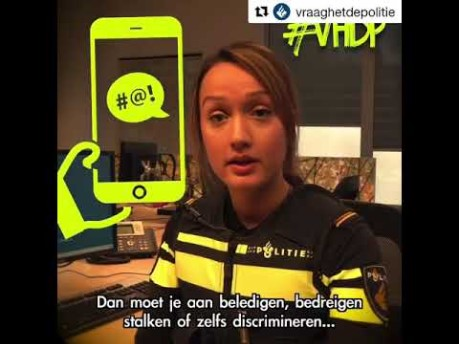 vraaghetdepolitie
#VHDP
#@!
POLITIE
Dan moet je aan beledigen, bedreigen
stalken of zelfs discrimineren...